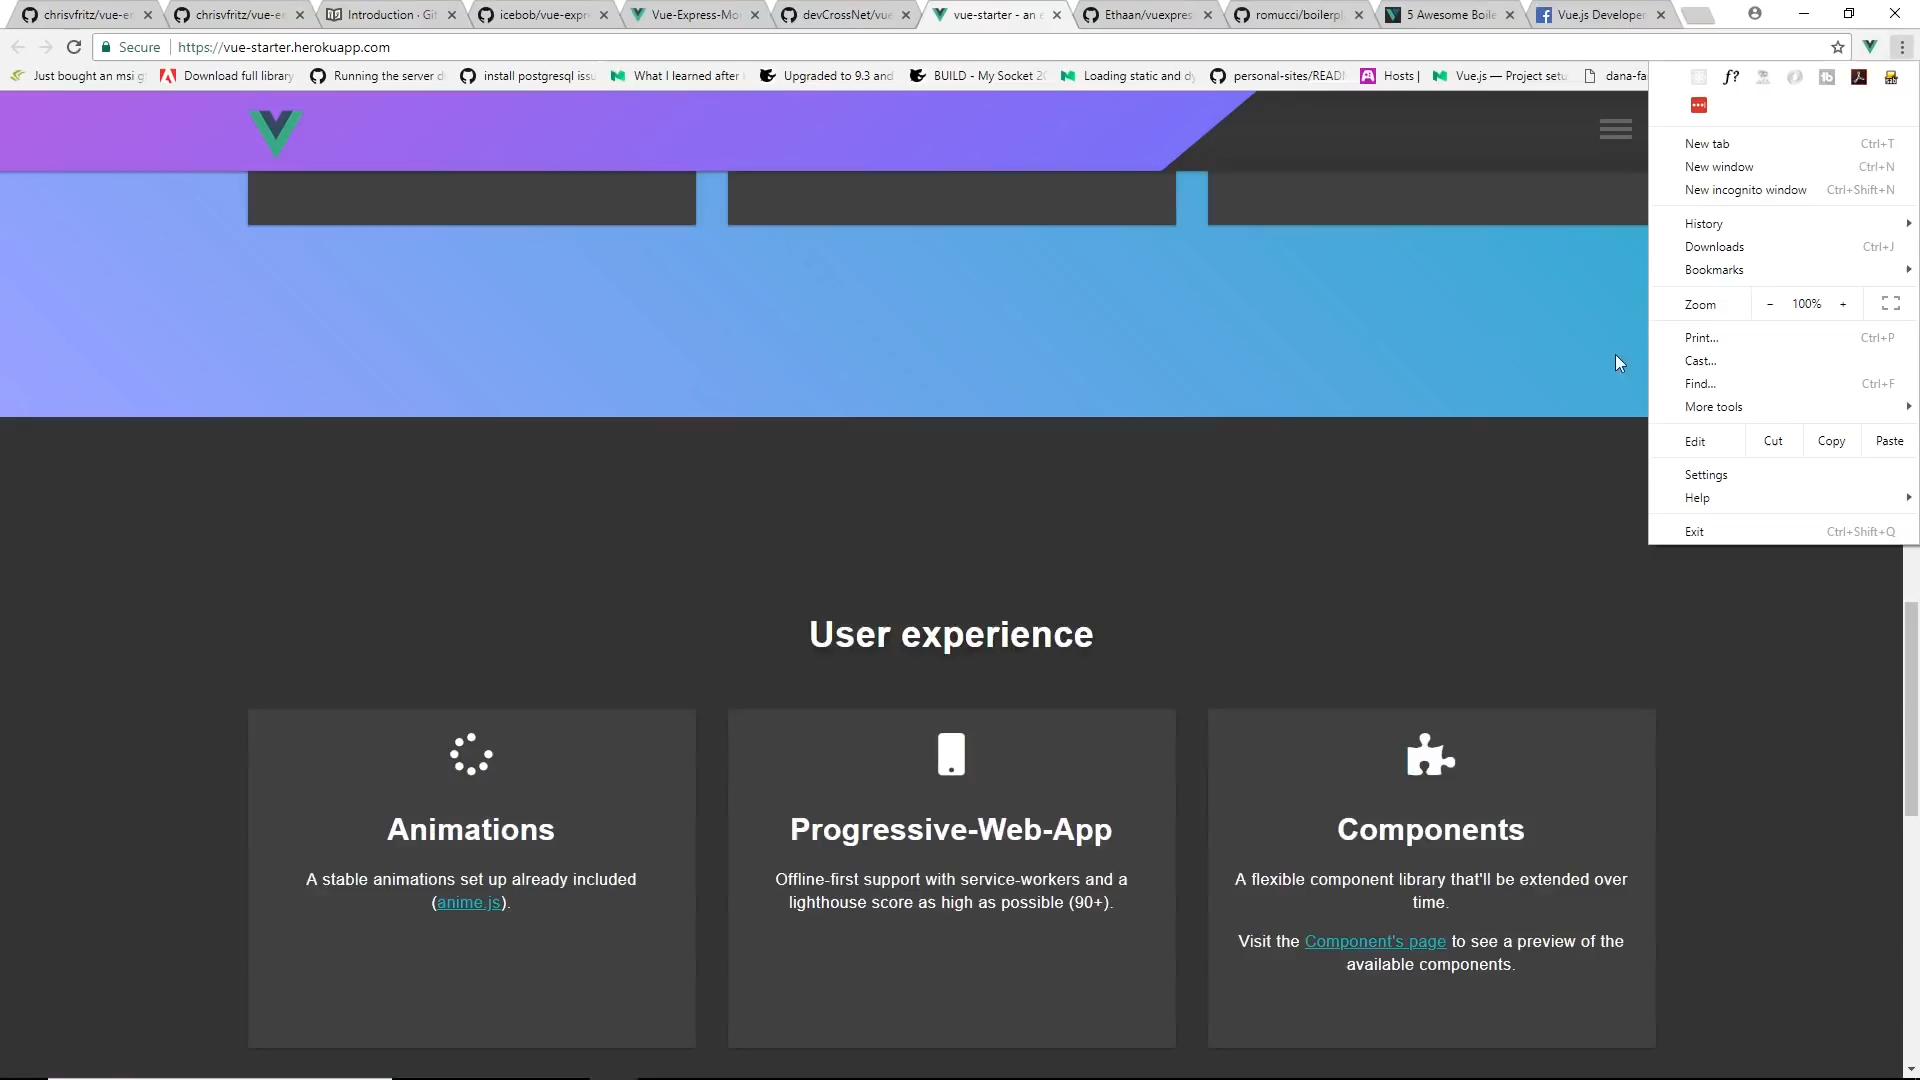 chrisvfritz/vue-er
chrisvfritz/vue-er
Introduction · Git
icebob/vue-expr
Vue-Express-Mo
devCrossNet/vue
vue-starter - an e
Ethaan/vuexpres
romucci/boilerpl
5 Awesome Boile
Vue.js Developer
Secure
https://vue-starter.herokuapp.com
Just bought an msi g
Download full library
Running the server d
install postgresql issu
What I learned after
Upgraded to 9.3 and
BUILD - My Socket 20
Loading static and dy
personal-sites/READ
Hosts |
Vue.js — Project setu
dana-fa
f?
New tab Ctrl+T
New window Ctrl+N
New incognito window Ctrl+Shift+N
History
Downloads Ctrl+J
Bookmarks
Zoom - 100% +
Print... Ctrl+P
Cast...
Find... Ctrl+F
More tools
Edit Cut Copy Paste
Settings
Help
Exit Ctrl+Shift+Q
User experience
Animations
A stable animations set up already included
(anime.js).
Progressive-Web-App
Offline-first support with service-workers and a
lighthouse score as high as possible (90+).
Components
A flexible component library that'll be extended over
time.
Visit the Component's page to see a preview of the
available components.